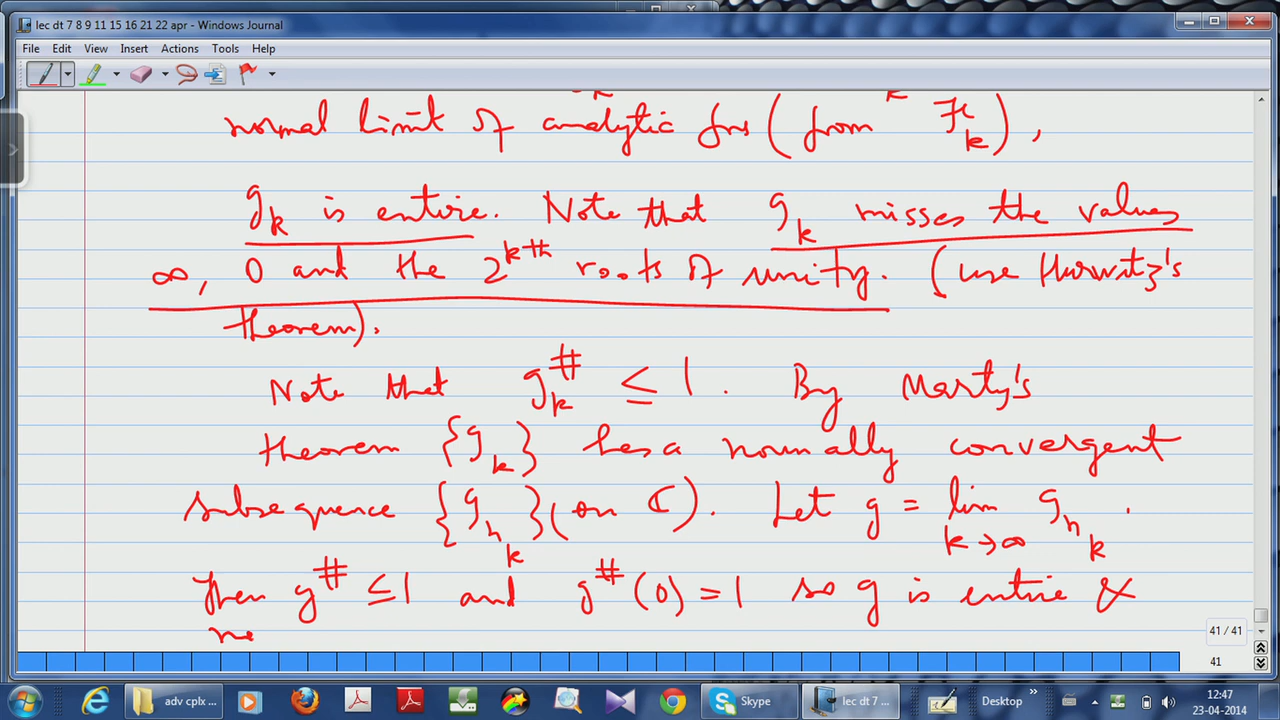 lec dt 7 8 9 11 15 16 21 22 apr - Windows Journal
File Edit View Insert Actions Tools Help
normal limit of analytic fns (from 𝓕_k),
g_k is entire. Note that g_k misses the values
∞, 0 and the 2^{kth} roots of unity. (use Hurwitz's
theorem).
Note that g_k^# ≤ 1. By Marty's
theorem {g_k} has a normally convergent
subsequence {g_{n_k}} (on ℂ). Let g = lim_{k→∞} g_{n_k}.
Then g^# ≤ 1 and g^#(0) = 1 so g is entire &
41 / 41
41
adv cplx ...
Skype
lec dt 7 ...
Desktop
12:47
23-04-2014